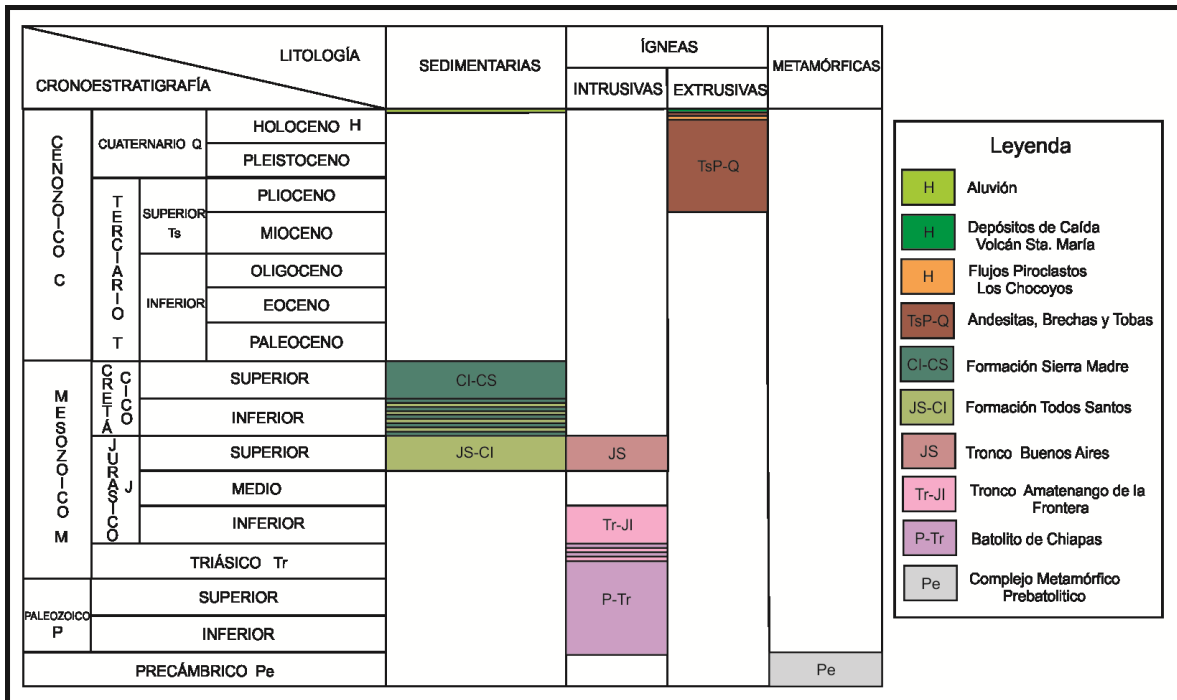 LITOLOGÍA
CRONOESTRATIGRAFÍA
SEDIMENTARIAS
ÍGNEAS
INTRUSIVAS
EXTRUSIVAS
METAMÓRFICAS
CENOZOICO C
CUATERNARIO Q
HOLOCENO H
PLEISTOCENO
TsP-Q
TERCIARIO T
SUPERIOR
Ts
PLIOCENO
MIOCENO
INFERIOR
OLIGOCENO
EOCENO
PALEOCENO
MESOZOICO M
CRETÁ
CICO
SUPERIOR
CI-CS
INFERIOR
JURASICO
J
SUPERIOR
JS-CI
JS
MEDIO
INFERIOR
Tr-JI
TRIÁSICO Tr
PALEOZOICO
P
SUPERIOR
P-Tr
INFERIOR
PRECÁMBRICO Pe
Pe
Leyenda
H Aluvión
H Depósitos de Caída
Volcán Sta. María
H Flujos Piroclastos
Los Chocoyos
TsP-Q Andesitas, Brechas y Tobas
CI-CS Formación Sierra Madre
JS-CI Formación Todos Santos
JS Tronco Buenos Aires
Tr-JI Tronco Amatenango de la
Frontera
P-Tr Batolito de Chiapas
Pe Complejo Metamórfico
Prebatolitico